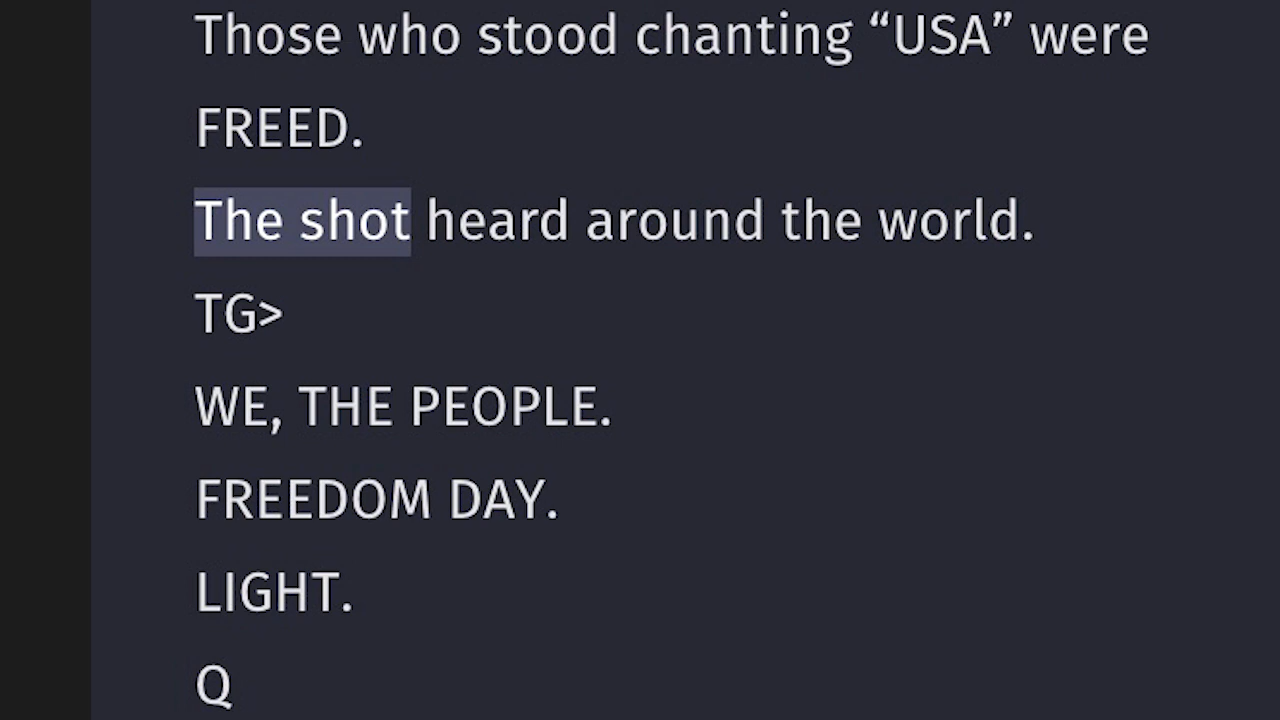 Those who stood chanting “USA” were
FREED.
The shot heard around the world.
TG>
WE, THE PEOPLE.
FREEDOM DAY.
LIGHT.
Q